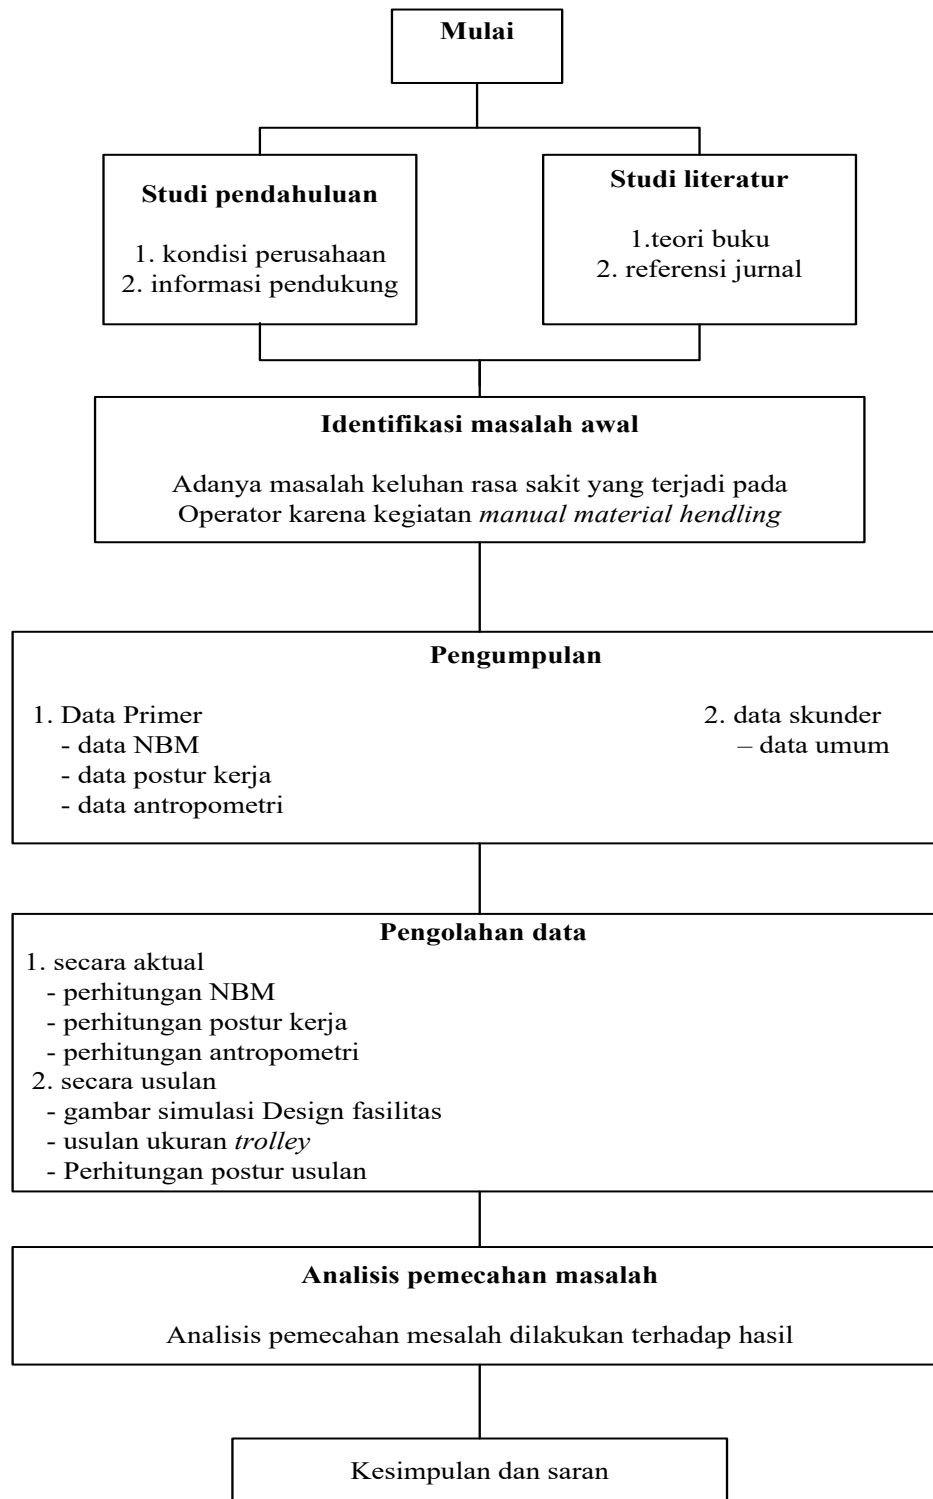 Mulai
Studi pendahuluan
1. kondisi perusahaan
2. informasi pendukung
Studi literatur
1.teori buku
2. referensi jurnal
Identifikasi masalah awal
Adanya masalah keluhan rasa sakit yang terjadi pada
Operator karena kegiatan manual material hendling
Pengumpulan
1. Data Primer
- data NBM
- data postur kerja
- data antropometri
2. data skunder
– data umum
Pengolahan data
1. secara aktual
- perhitungan NBM
- perhitungan postur kerja
- perhitungan antropometri
2. secara usulan
- gambar simulasi Design fasilitas
- usulan ukuran trolley
- Perhitungan postur usulan
Analisis pemecahan masalah
Analisis pemecahan mesalah dilakukan terhadap hasil
Kesimpulan dan saran